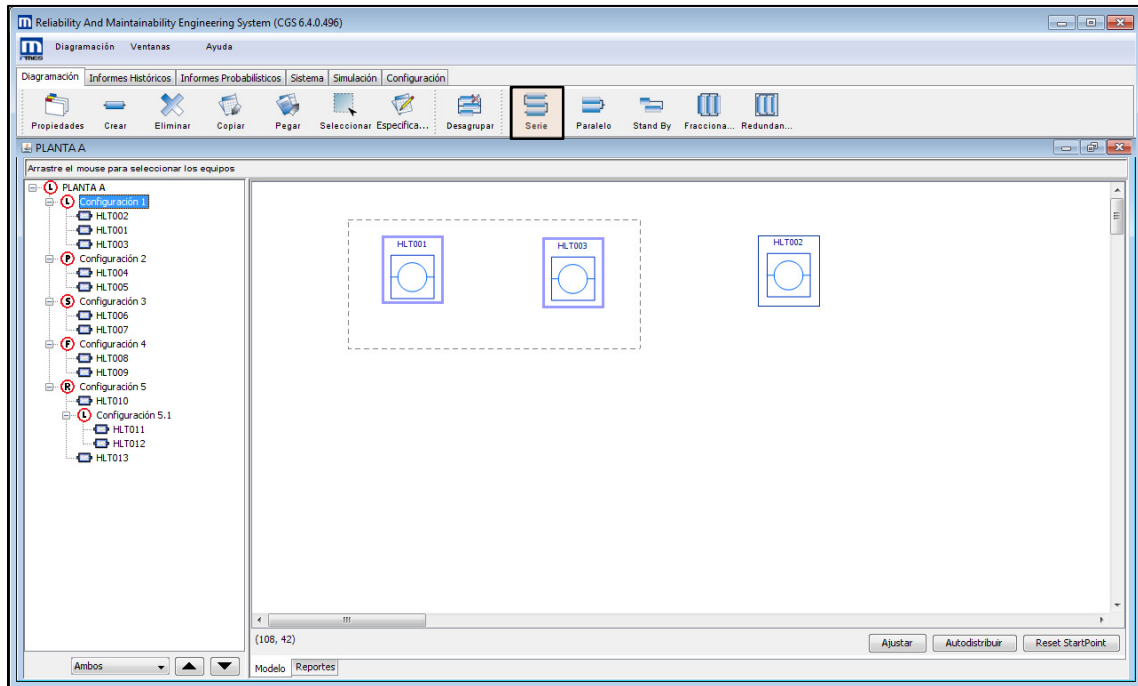 Reliability And Maintainability Engineering System (CGS 6.4.0.496)
rmes
Diagramación Ventanas Ayuda
Diagramación Informes Históricos Informes Probabilísticos Sistema Simulación Configuración
Propiedades Crear Eliminar Copiar Pegar Seleccionar Especifica... Desagrupar Serie Paralelo Stand By Fracciona... Redundan...
PLANTA A
Arrastre el mouse para seleccionar los equipos
L PLANTA A
L Configuración 1
HLT002
HLT001
HLT003
P Configuración 2
HLT004
HLT005
S Configuración 3
HLT006
HLT007
F Configuración 4
HLT008
HLT009
R Configuración 5
HLT010
L Configuración 5.1
HLT011
HLT012
HLT013
HLT001 HLT003 HLT002
(108, 42)
Ajustar Autodistribuir Reset StartPoint
Ambos
Modelo Reportes